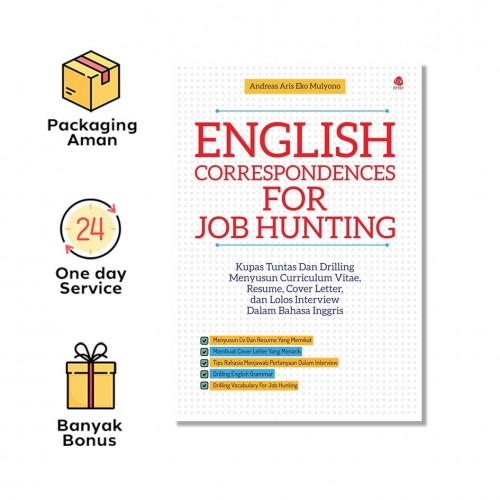 Packaging
Aman
24
One day
Service
Banyak
Bonus
Andreas Aris Eko Mulyono
ENGLISH
CORRESPONDENCES
FOR
JOB HUNTING
Kupas Tuntas Dan Drilling
Menyusun Curriculum Vitae,
Resume, Cover Letter,
dan Lolos Interview
Dalam Bahasa Inggris
Menyusun Cv Dan Resume Yang Memikat
Membuat Cover Letter Yang Menarik
Tips Rahasia Menjawab Pertanyaan Dalam Interview
Drilling English Grammar
Drilling Vocabulary For Job Hunting